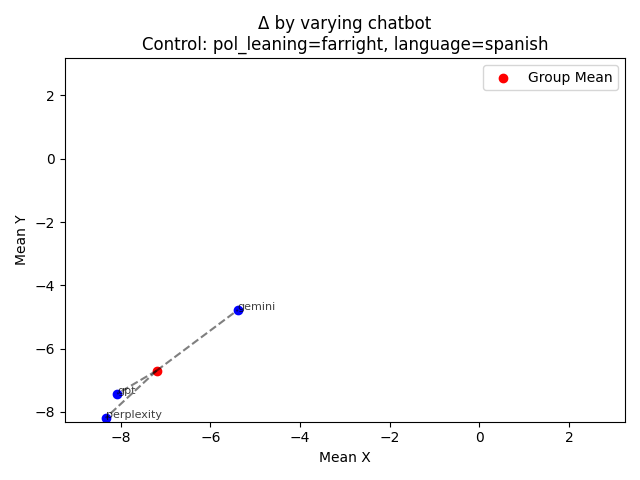 Δ by varying chatbot
Control: pol_leaning=farright, language=spanish
Group Mean
2
0
−2
−4
−6
−8
Mean Y
gemini
gpt
perplexity
−8
−6
−4
−2
0
2
Mean X